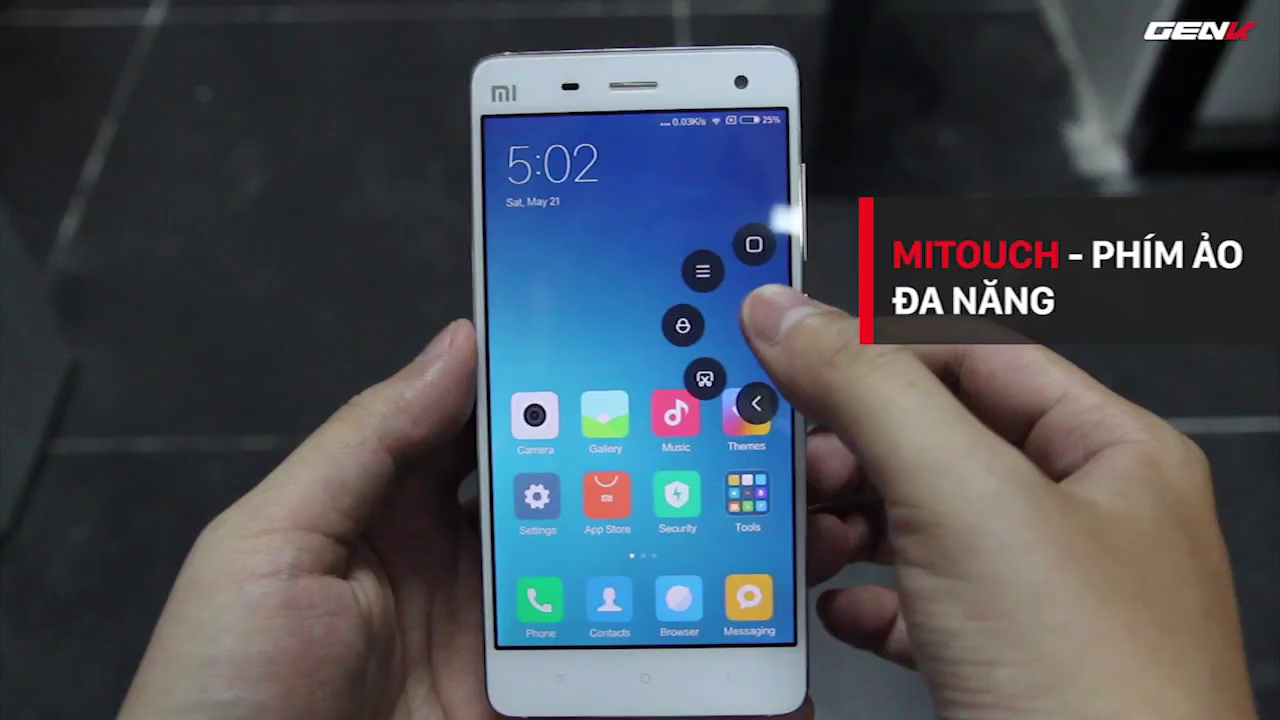 GENK
MI
... 0.03K/s 25%
5:02
Sat, May 21
MITOUCH - PHÍM ẢO
ĐA NĂNG
Camera Gallery Music Themes
Settings App Store Security Tools
Phone Contacts Browser Messaging